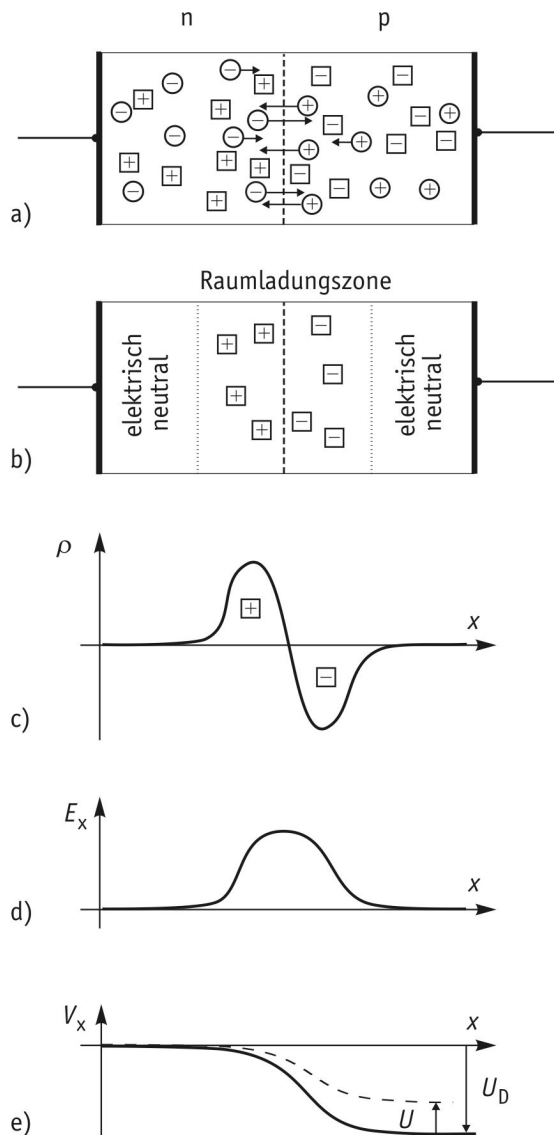 n p
a)
Raumladungszone
elektrisch
neutral
elektrisch
neutral
b)
ρ
+
x
−
c)
Eₓ
x
d)
Vₓ
x
U_D
U
e)